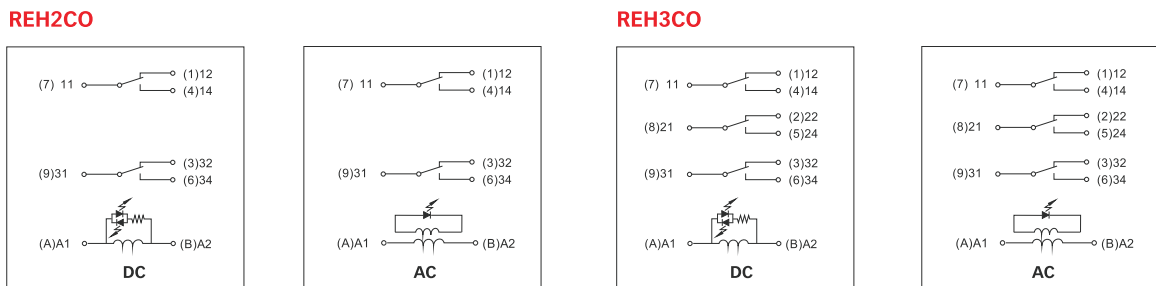 REH2CO
(7) 11
(1)12
(4)14
(9)31
(3)32
(6)34
(A)A1
(B)A2
DC
(7) 11
(1)12
(4)14
(9)31
(3)32
(6)34
(A)A1
(B)A2
AC
REH3CO
(7) 11
(1)12
(4)14
(8)21
(2)22
(5)24
(9)31
(3)32
(6)34
(A)A1
(B)A2
DC
(7) 11
(1)12
(4)14
(8)21
(2)22
(5)24
(9)31
(3)32
(6)34
(A)A1
(B)A2
AC